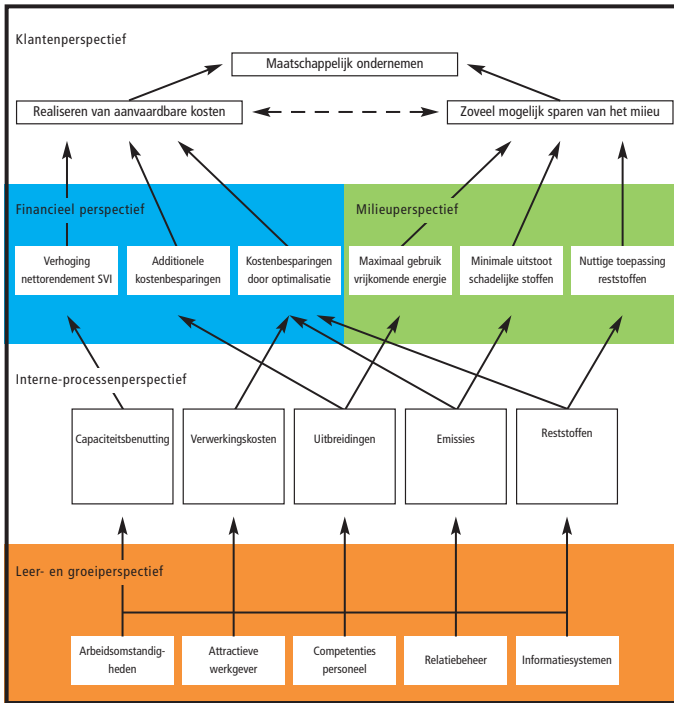 Klantenperspectief
Maatschappelijk ondernemen
Realiseren van aanvaardbare kosten
Zoveel mogelijk sparen van het miieu
Financieel perspectief
Milieuperspectief
Verhoging
nettorendement SVI
Additionele
kostenbesparingen
Kostenbesparingen
door optimalisatie
Maximaal gebruik
vrijkomende energie
Minimale uitstoot
schadelijke stoffen
Nuttige toepassing
reststoffen
Interne-processenperspectief
Capaciteitsbenutting
Verwerkingskosten
Uitbreidingen
Emissies
Reststoffen
Leer- en groeiperspectief
Arbeidsomstandig-
heden
Attractieve
werkgever
Competenties
personeel
Relatiebeheer
Informatiesystemen